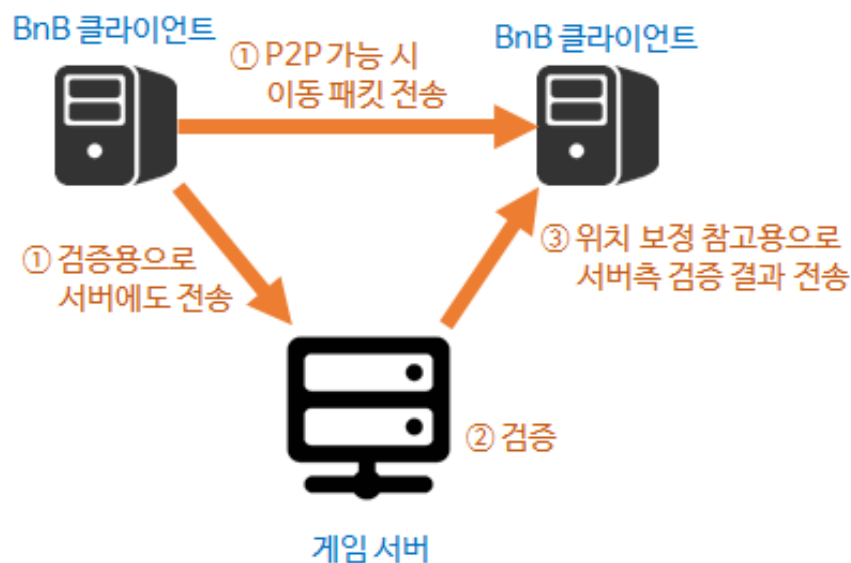 BnB 클라이언트
BnB 클라이언트
① P2P 가능 시
이동 패킷 전송
① 검증용으로
서버에도 전송
③ 위치 보정 참고용으로
서버측 검증 결과 전송
② 검증
게임 서버